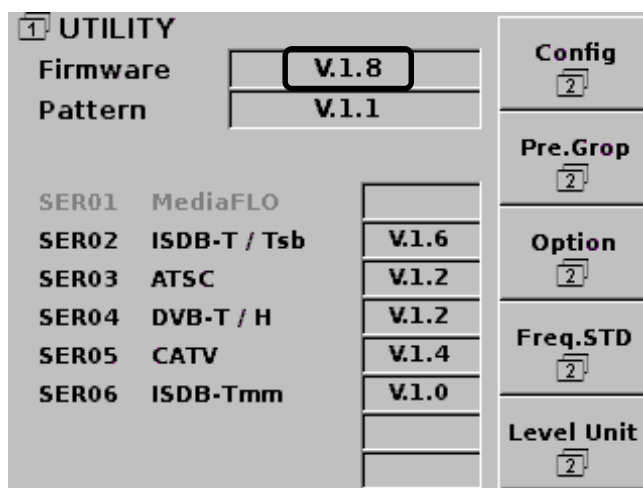 1 UTILITY
Firmware V.1.8
Pattern V.1.1
SER01 MediaFLO
SER02 ISDB-T / Tsb V.1.6
SER03 ATSC V.1.2
SER04 DVB-T / H V.1.2
SER05 CATV V.1.4
SER06 ISDB-Tmm V.1.0
Config
2
Pre.Grop
2
Option
2
Freq.STD
2
Level Unit
2